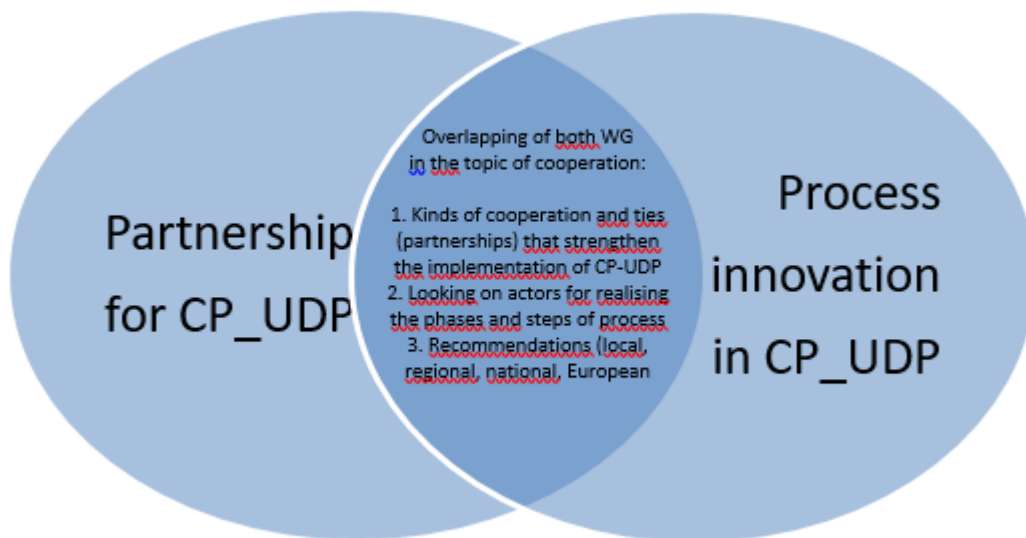 Partnership
for CP_UDP
Overlapping of both WG
in the topic of cooperation:
1. Kinds of cooperation and ties
(partnerships) that strengthen
the implementation of CP-UDP
2. Looking on actors for realising
the phases and steps of process
3. Recommendations (local,
regional, national, European
Process
innovation
in CP_UDP